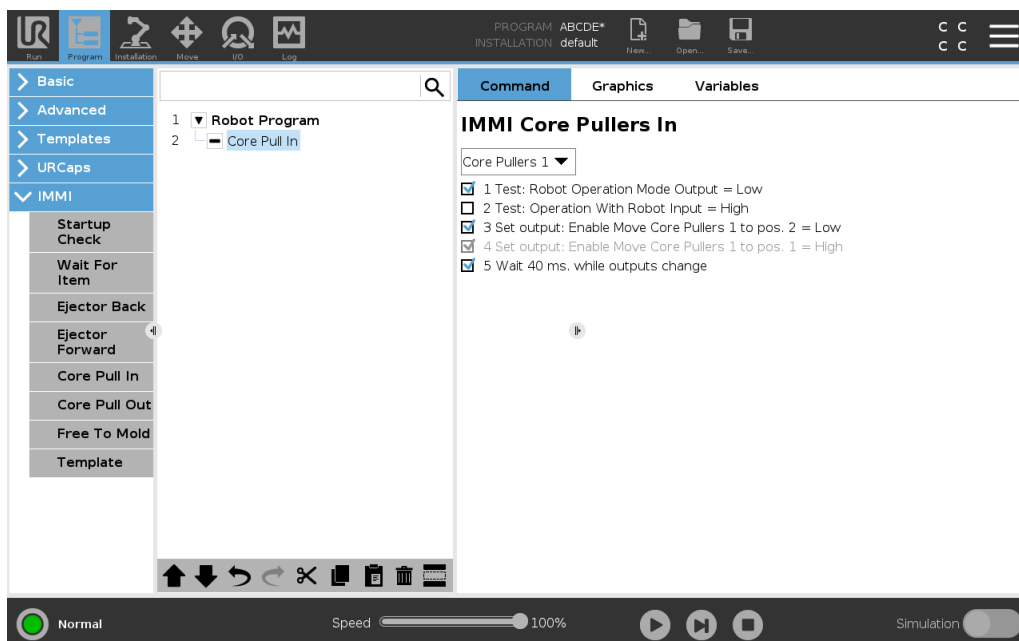 Run
Program
Installation
Move
I/O
Log
PROGRAM ABCDE*
INSTALLATION default
New...
Open...
Save...
C C
C C
Basic
Advanced
Templates
URCaps
IMMI
Startup
Check
Wait For
Item
Ejector Back
Ejector
Forward
Core Pull In
Core Pull Out
Free To Mold
Template
1 Robot Program
2 Core Pull In
Command
Graphics
Variables
IMMI Core Pullers In
Core Pullers 1
1 Test: Robot Operation Mode Output = Low
2 Test: Operation With Robot Input = High
3 Set output: Enable Move Core Pullers 1 to pos. 2 = Low
4 Set output: Enable Move Core Pullers 1 to pos. 1 = High
5 Wait 40 ms. while outputs change
Normal
Speed
100%
Simulation